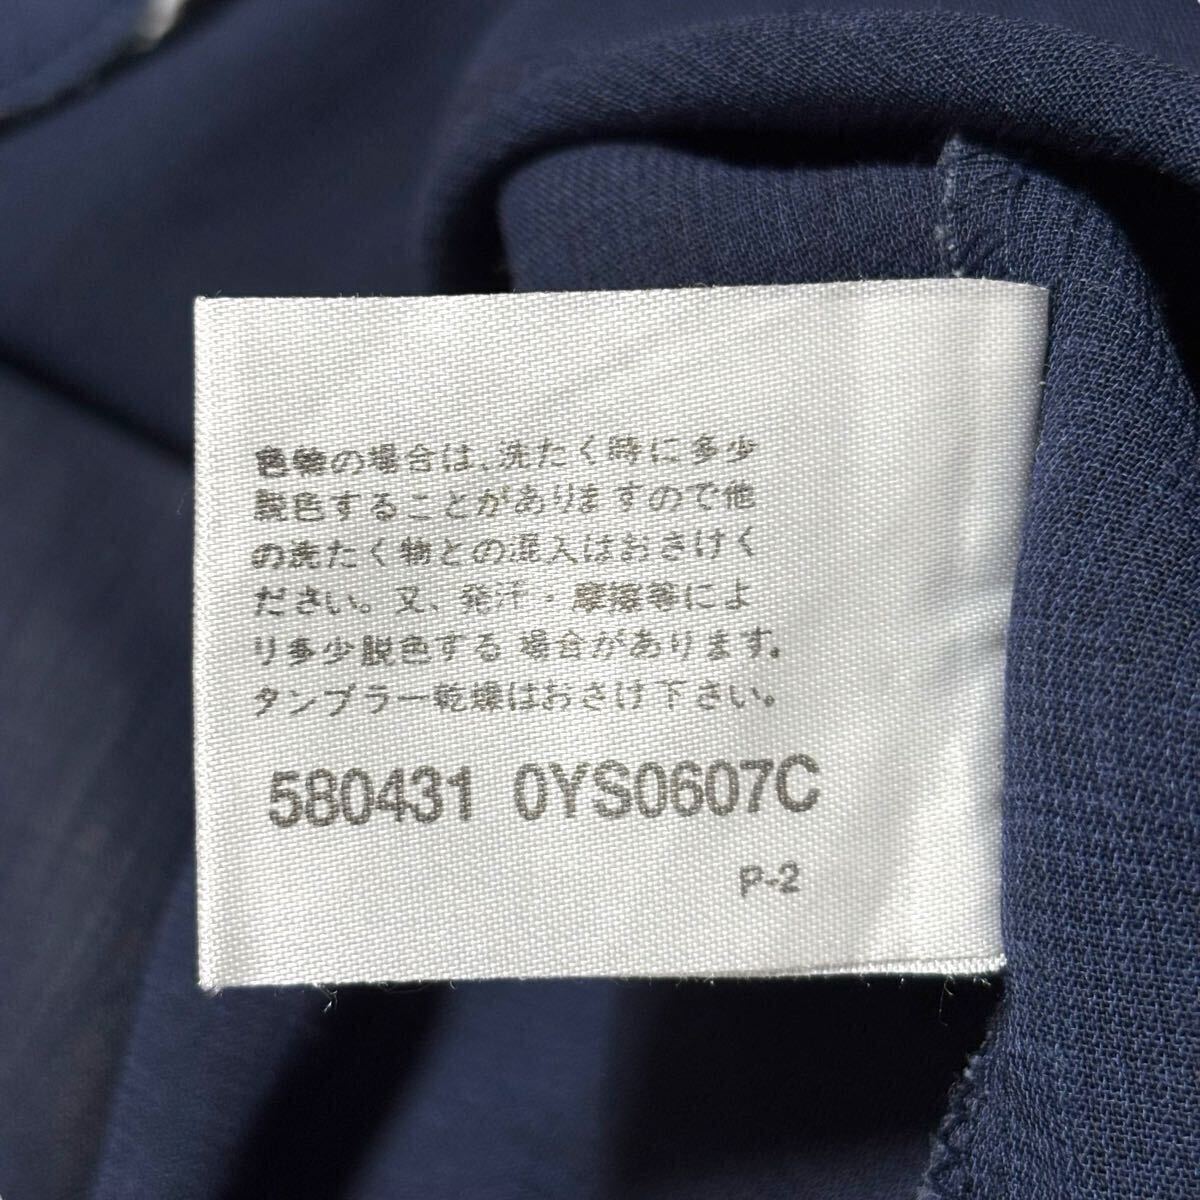 色物の場合は、洗たく時に多少
脱色することがありますので他
の洗たく物との混入はおさけく
ださい。又、発汗・摩擦等によ
り多少脱色する場合があります。
タンブラー乾燥はおさけ下さい。
580431 0YS0607C
P-2